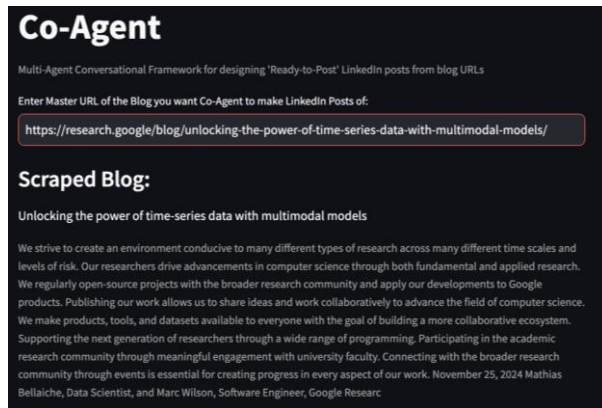 Co-Agent
Multi-Agent Conversational Framework for designing 'Ready-to-Post' LinkedIn posts from blog URLs
Enter Master URL of the Blog you want Co-Agent to make LinkedIn Posts of:
https://research.google/blog/unlocking-the-power-of-time-series-data-with-multimodal-models/
Scraped Blog:
Unlocking the power of time-series data with multimodal models
We strive to create an environment conducive to many different types of research across many different time scales and
levels of risk. Our researchers drive advancements in computer science through both fundamental and applied research.
We regularly open-source projects with the broader research community and apply our developments to Google
products. Publishing our work allows us to share ideas and work collaboratively to advance the field of computer science.
We make products, tools, and datasets available to everyone with the goal of building a more collaborative ecosystem.
Supporting the next generation of researchers through a wide range of programming. Participating in the academic
research community through meaningful engagement with university faculty. Connecting with the broader research
community through events is essential for creating progress in every aspect of our work. November 25, 2024 Mathias
Bellaiche, Data Scientist, and Marc Wilson, Software Engineer, Google Researc